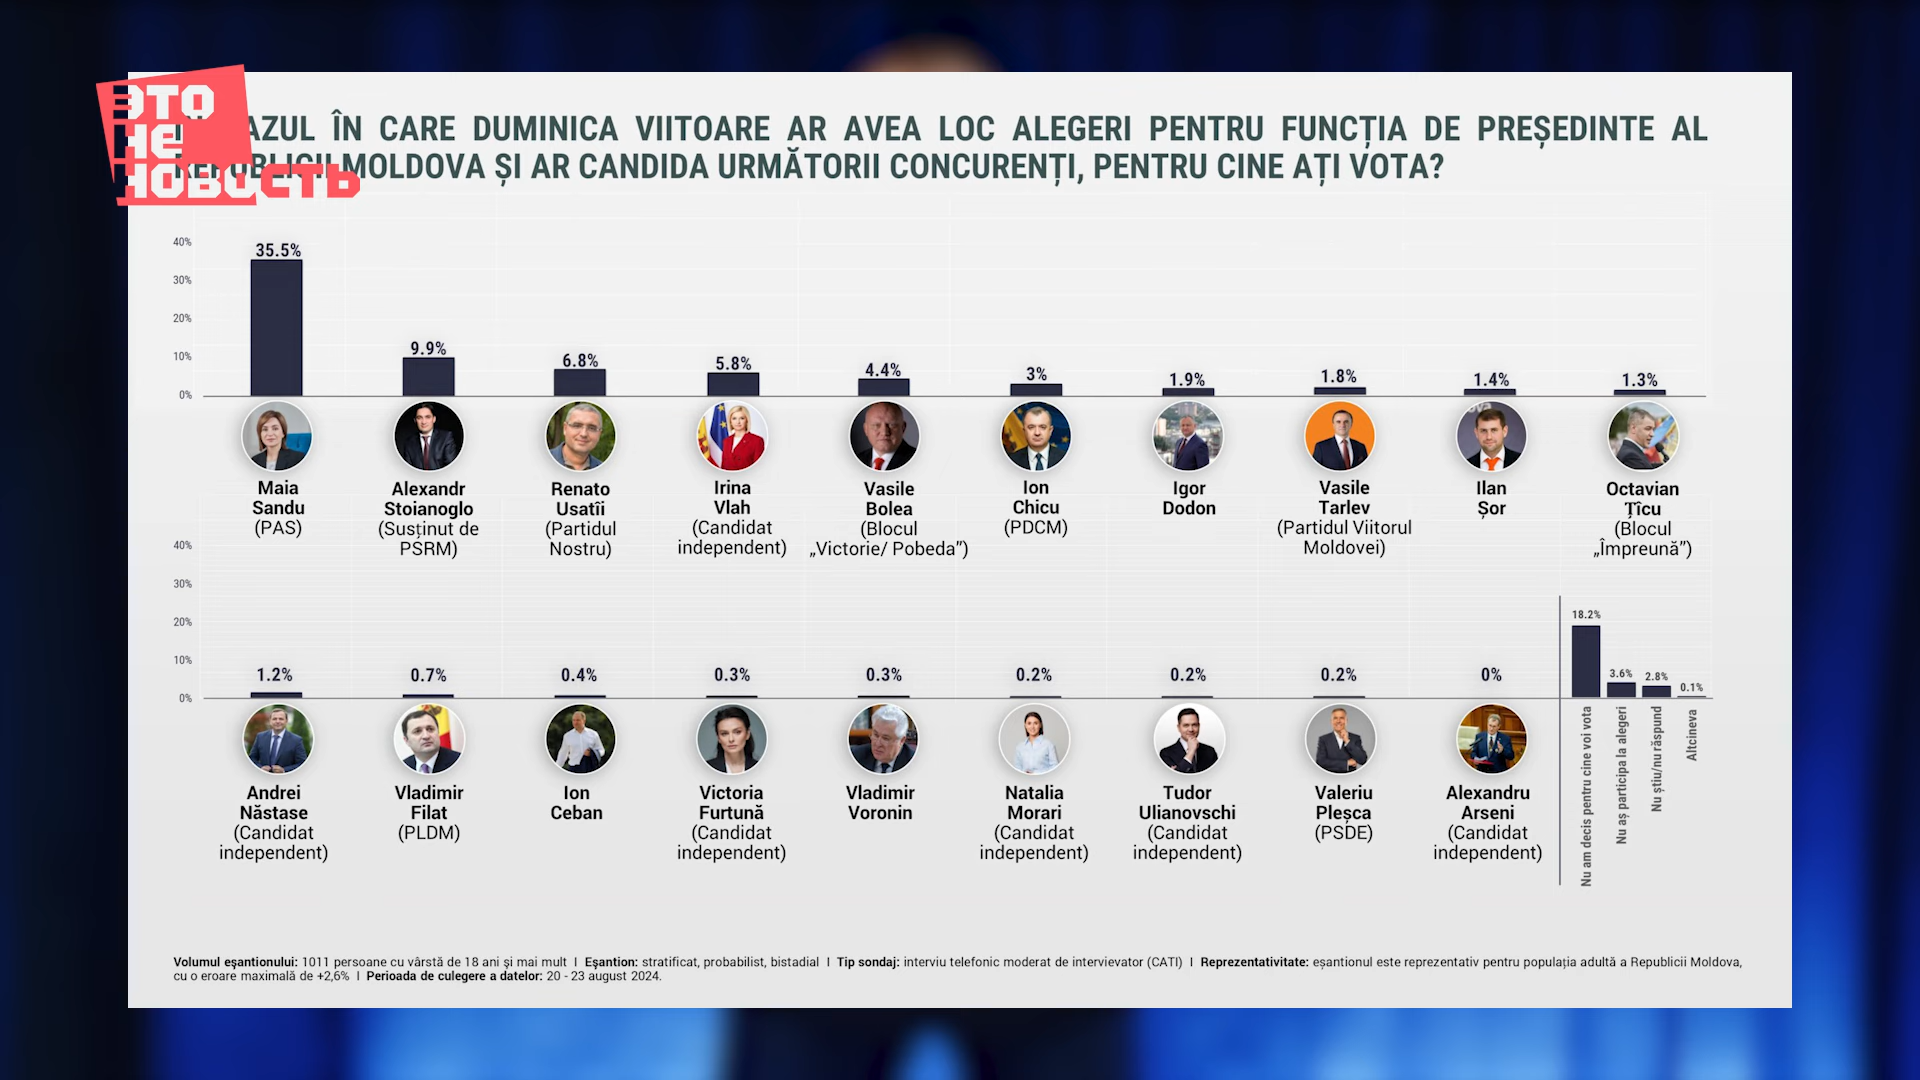 ЭТО
НЕ
НОВОСТЬ
AZUL ÎN CARE DUMINICA VIITOARE AR AVEA LOC ALEGERI PENTRU FUNCȚIA DE PREȘEDINTE AL
REPUBLICII MOLDOVA ȘI AR CANDIDA URMĂTORII CONCURENȚI, PENTRU CINE AȚI VOTA?
40%
30%
20%
10%
0%
35.5% 9.9% 6.8% 5.8% 4.4% 3% 1.9% 1.8% 1.4% 1.3%
Maia Alexandr Renato Irina Vasile Ion Igor Vasile Ilan Octavian
Sandu Stoianoglo Usatîi Vlah Bolea Chicu Dodon Tarlev Șor Țîcu
(PAS) (Susținut de (Partidul (Candidat (Blocul (PDCM) (Partidul Viitorul (Blocul
PSRM) Nostru) independent) „Victorie/ Pobeda”) Moldovei) „Împreună”)
40%
30%
20%
10%
0%
1.2% 0.7% 0.4% 0.3% 0.3% 0.2% 0.2% 0.2% 0%
18.2% 3.6% 2.8% 0.1%
Andrei Vladimir Ion Victoria Vladimir Natalia Tudor Valeriu Alexandru
Năstase Filat Ceban Furtună Voronin Morari Ulianovschi Pleșca Arseni
(Candidat (PLDM) (Candidat (Candidat (Candidat (PSDE) (Candidat
independent) independent) independent) independent) independent)
Nu am decis pentru cine voi vota
Nu aș participa la alegeri
Nu știu/nu răspund
Altcineva
Volumul eșantionului: 1011 persoane cu vârstă de 18 ani și mai mult I Eșantion: stratificat, probabilist, bistadial I Tip sondaj: interviu telefonic moderat de intervievator (CATI) I Reprezentativitate: eșantionul este reprezentativ pentru populația adultă a Republicii Moldova,
cu o eroare maximală de +2,6% I Perioada de culegere a datelor: 20 - 23 august 2024.